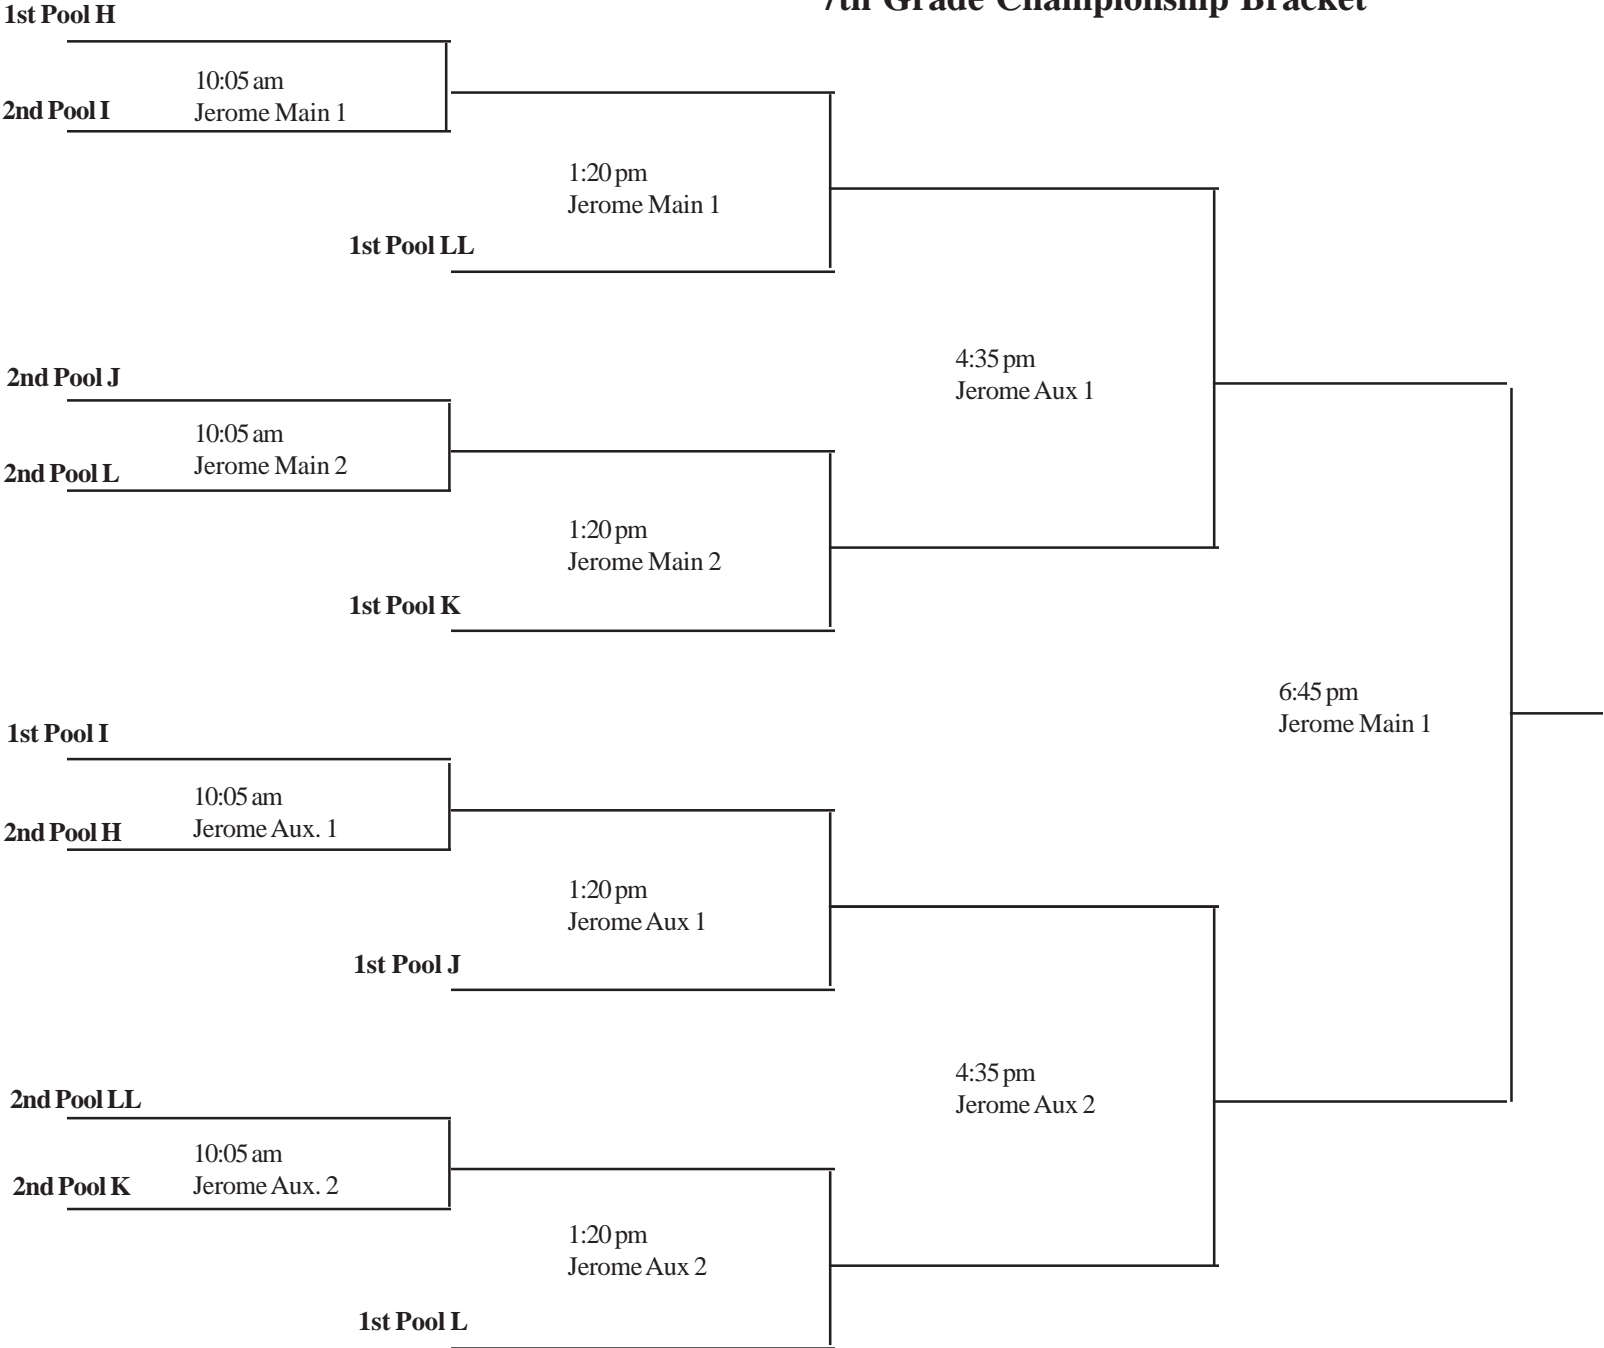 7th Grade Championship Bracket
1st Pool H
10:05 am
Jerome Main 1
2nd Pool I
1:20 pm
Jerome Main 1
1st Pool LL
4:35 pm
Jerome Aux 1
2nd Pool J
10:05 am
Jerome Main 2
2nd Pool L
1:20 pm
Jerome Main 2
1st Pool K
6:45 pm
Jerome Main 1
1st Pool I
10:05 am
Jerome Aux. 1
2nd Pool H
1:20 pm
Jerome Aux 1
1st Pool J
4:35 pm
Jerome Aux 2
2nd Pool LL
10:05 am
Jerome Aux. 2
2nd Pool K
1:20 pm
Jerome Aux 2
1st Pool L